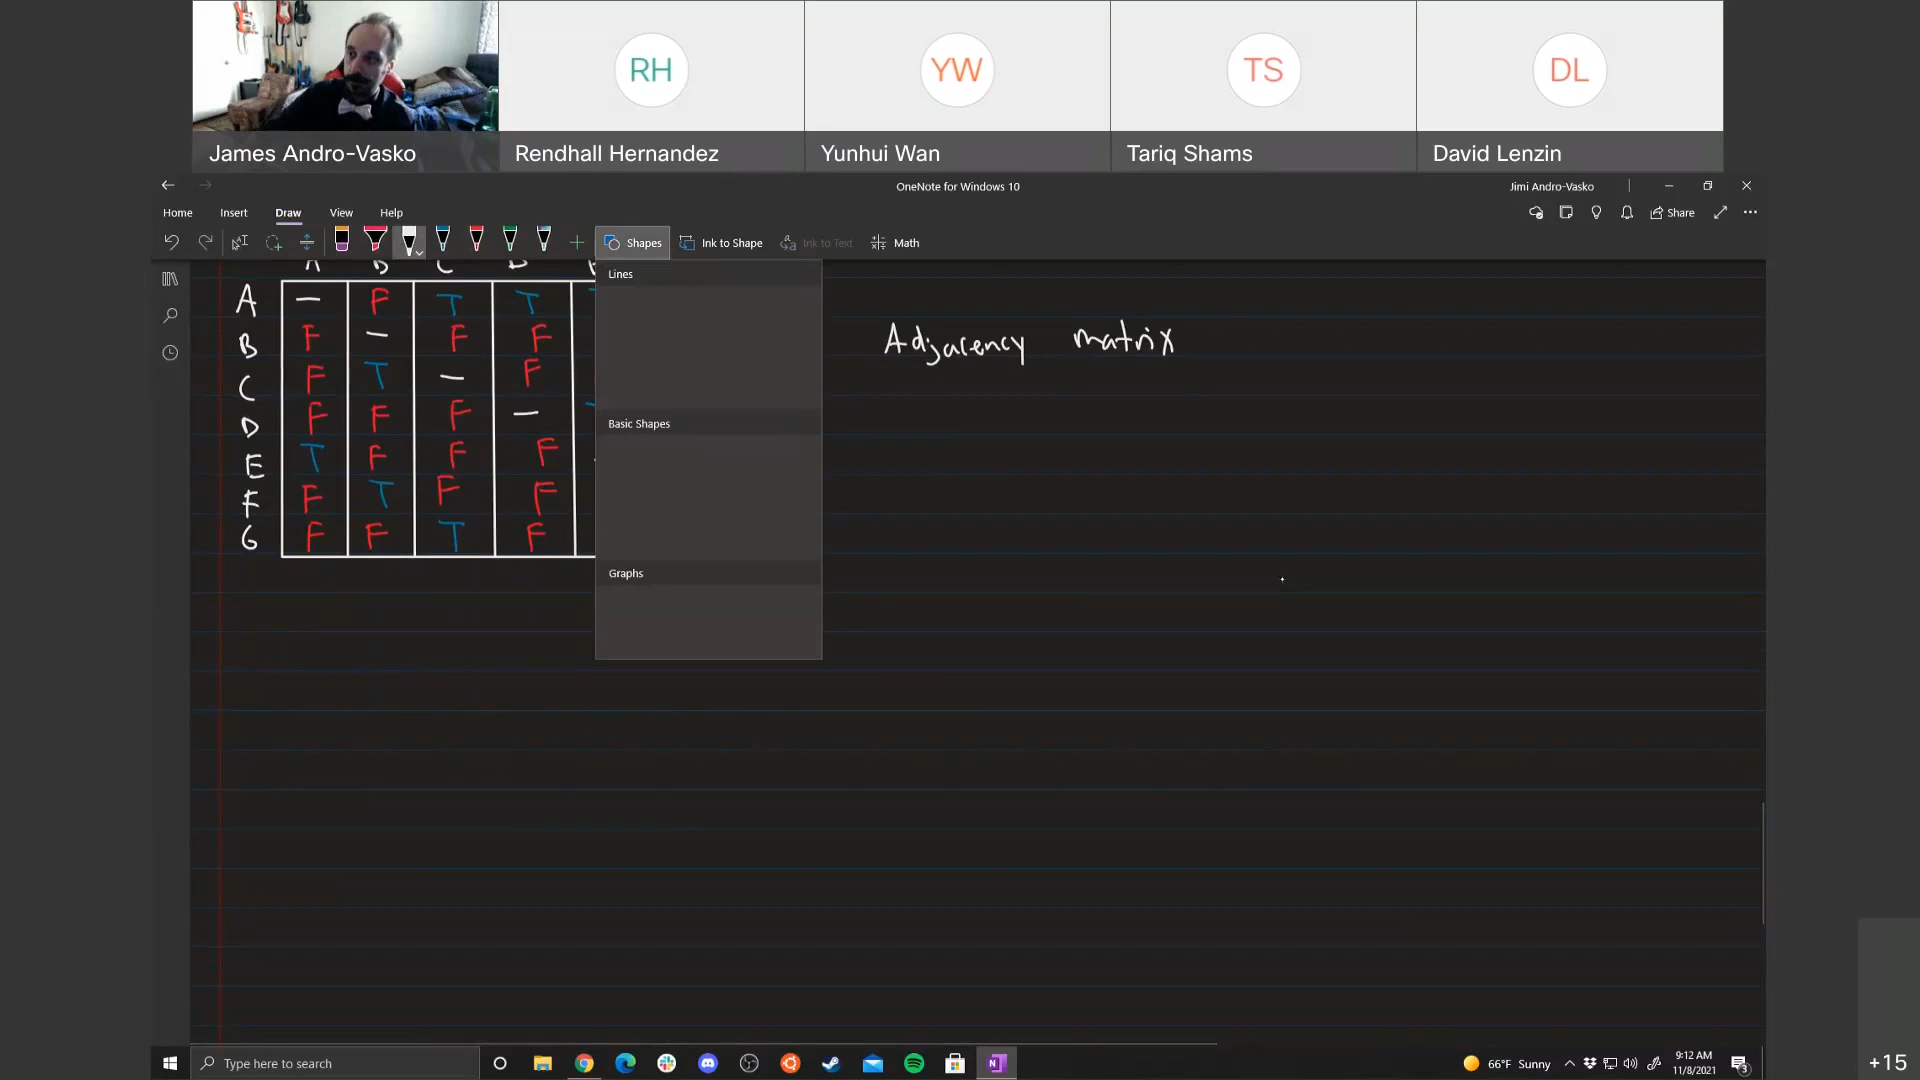 RH
YW
TS
DL
James Andro-Vasko
Rendhall Hernandez
Yunhui Wan
Tariq Shams
David Lenzin
OneNote for Windows 10
Jimi Andro-Vasko
Home Insert Draw View Help
Share
Shapes Ink to Shape Ink to Text Math
Lines
Basic Shapes
Graphs
A B C D
A — F T T
B F — F F
C F T — F
D F F F —
E T F F F
F F T F F
G F F T F
Adjacency matrix
Type here to search
66°F Sunny
9:12 AM
11/8/2021
3
+15